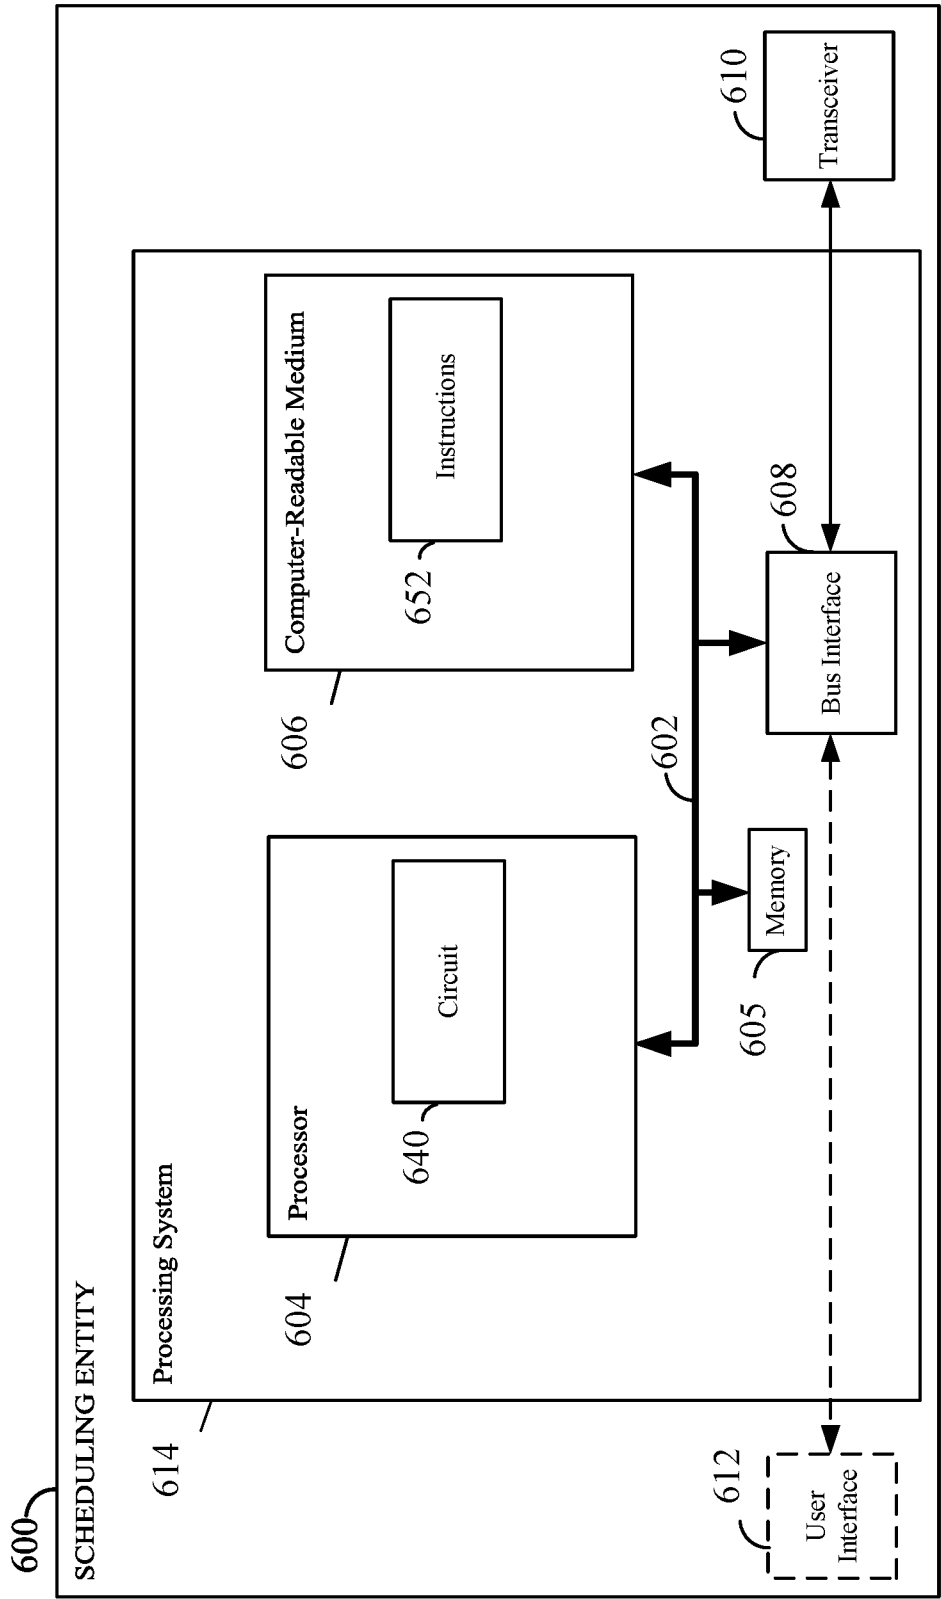 600
SCHEDULING ENTITY
614
Processing System
604
Processor
640
Circuit
606
Computer-Readable Medium
652
Instructions
602
605
Memory
608
Bus Interface
612
User
Interface
610
Transceiver